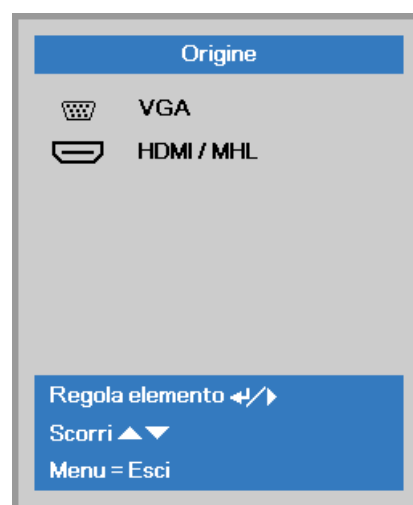 Origine
VGA
HDMI / MHL
Regola elemento ↵/▶
Scorri ▲▼
Menu = Esci